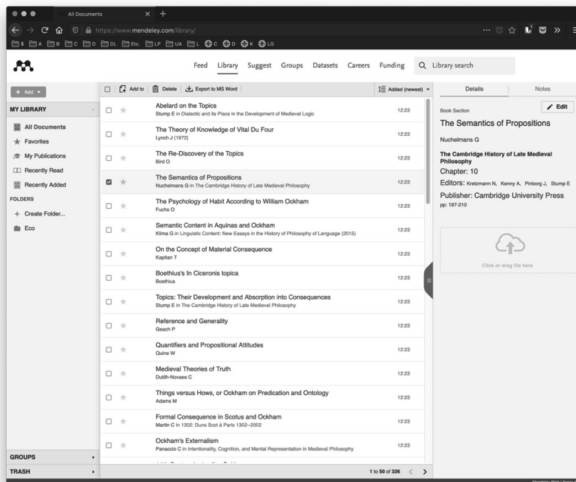 All Documents
https://www.mendeley.com/library/
$ A B C D DL Etc. LF UA L C D K LG
Feed Library Suggest Groups Datasets Careers Funding Library search
+ Add
Add to Delete Export to MS Word Added (newest)
Details Notes
MY LIBRARY
All Documents
Favorites
My Publications
Recently Read
Recently Added
FOLDERS
+ Create Folder...
Eco
GROUPS
TRASH
Abelard on the Topics
Stump E in Dialectic and its Place in the Development of Medieval Logic
12:23
The Theory of Knowledge of Vital Du Four
Lynch J (1972)
12:23
The Re-Discovery of the Topics
Bird O
12:23
The Semantics of Propositions
Nuchelmans G in The Cambridge History of Late Medieval Philosophy
12:23
The Psychology of Habit According to William Ockham
Fuchs O
12:23
Semantic Content in Aquinas and Ockham
Klima G in Linguistic Content: New Essays in the History of Philosophy of Language (2015)
12:23
On the Concept of Material Consequence
Kapitan T
12:23
Boethius's In Ciceronis topica
Boethius
12:23
Topics: Their Development and Absorption into Consequences
Stump E in The Cambridge History of Late Medieval Philosophy
12:23
Reference and Generality
Geach P
12:23
Quantifiers and Propositional Attitudes
Quine W
12:23
Medieval Theories of Truth
Dutilh-Novaes C
12:23
Things versus Hows, or Ockham on Predication and Ontology
Adams M
12:23
Formal Consequence in Scotus and Ockham
Martin C in 1302: Duns Scot à Paris 1302–2002
12:23
Ockham's Externalism
Panaccio C in Intentionality, Cognition, and Mental Representation in Medieval Philosophy
12:23
1 to 50 of 326
Book Section
Edit
The Semantics of Propositions
Nuchelmans G
The Cambridge History of Late Medieval
Philosophy
Chapter: 10
Editors: Kretzmann N, Kenny A, Pinborg J, Stump E
Publisher: Cambridge University Press
pp: 197-210
Click or drag file here